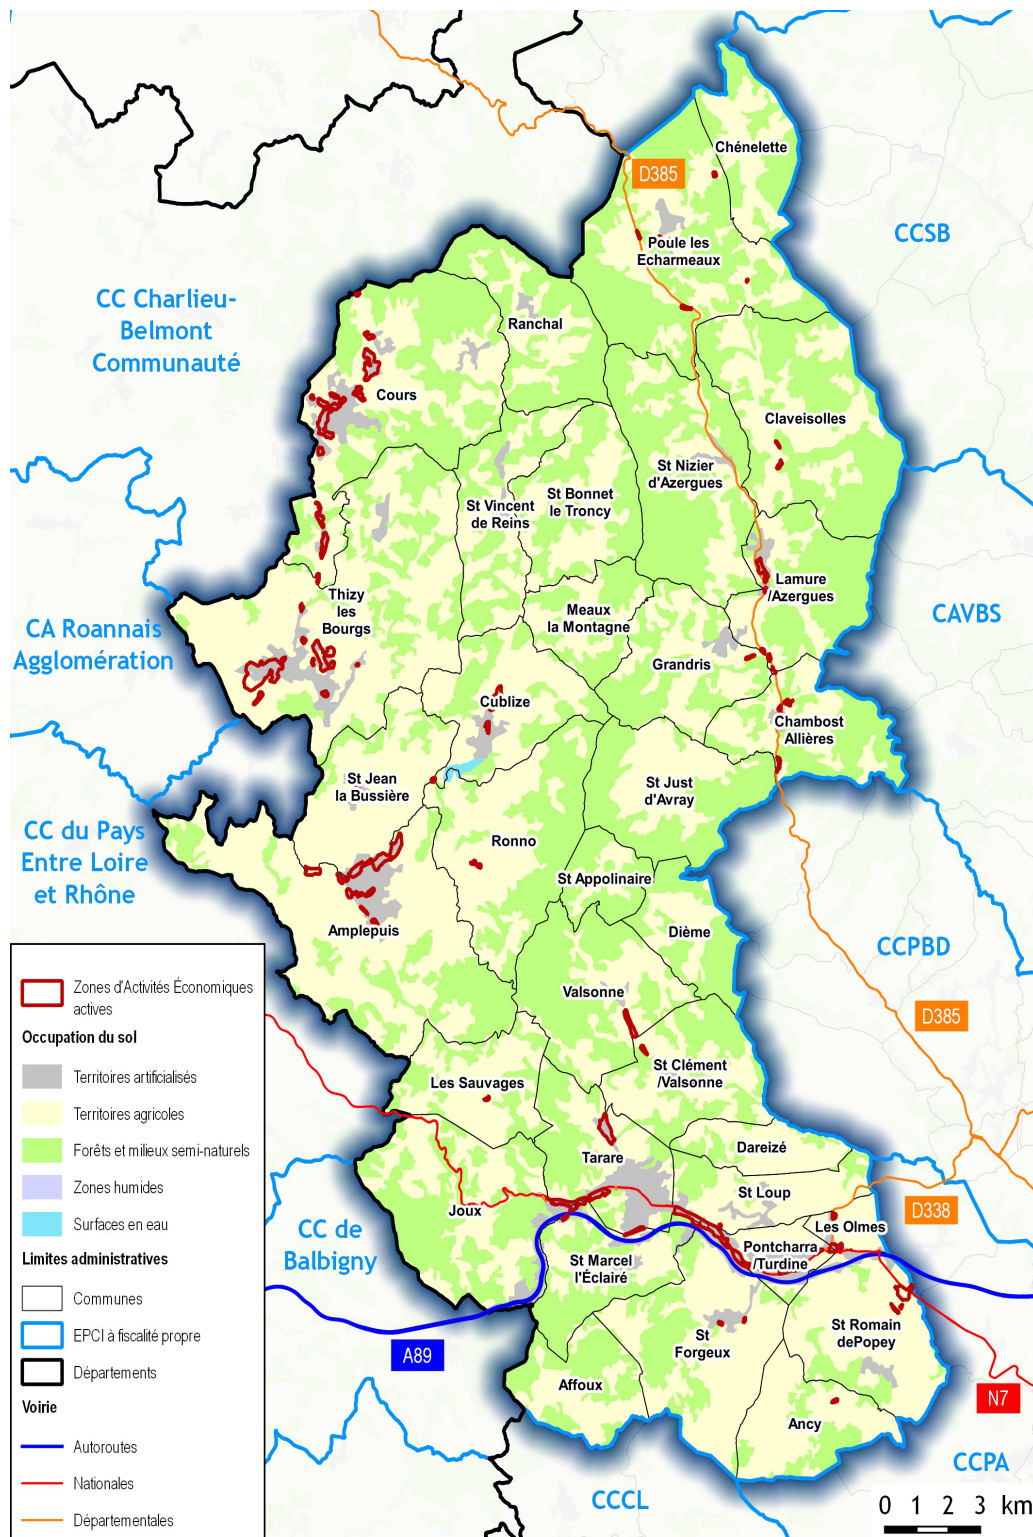 Chénelette
D385
CCSB
Poule les
Echarmeaux
CC Charlieu-
Belmont
Communauté
Ranchal
Cours
Claveisolles
St Nizier
d'Azergues
St Vincent
de Reins
St Bonnet
le Troncy
Lamure
/Azergues
Thizy
les
Bourgs
Meaux
la Montagne
CAVBS
CA Roannais
Agglomération
Grandris
Cublize
Chambost
Allières
St Jean
la Bussière
St Just
d'Avray
CC du Pays
Entre Loire
et Rhône
Ronno
St Appolinaire
Amplepuis
Dième
CCPBD
Valsonne
D385
St Clément
/Valsonne
Les Sauvages
Dareizé
Tarare
St Loup
D338
Joux
Les Olmes
CC de
Balbigny
Pontcharra
/Turdine
St Marcel
l'Éclairé
St Romain
dePopey
St
Forgeux
A89
Affoux
N7
Ancy
CCPA
CCCL
0 1 2 3 km
Zones d'Activités Économiques
actives
Occupation du sol
Territoires artificialisés
Territoires agricoles
Forêts et milieux semi-naturels
Zones humides
Surfaces en eau
Limites administratives
Communes
EPCI à fiscalité propre
Départements
Voirie
Autoroutes
Nationales
Départementales